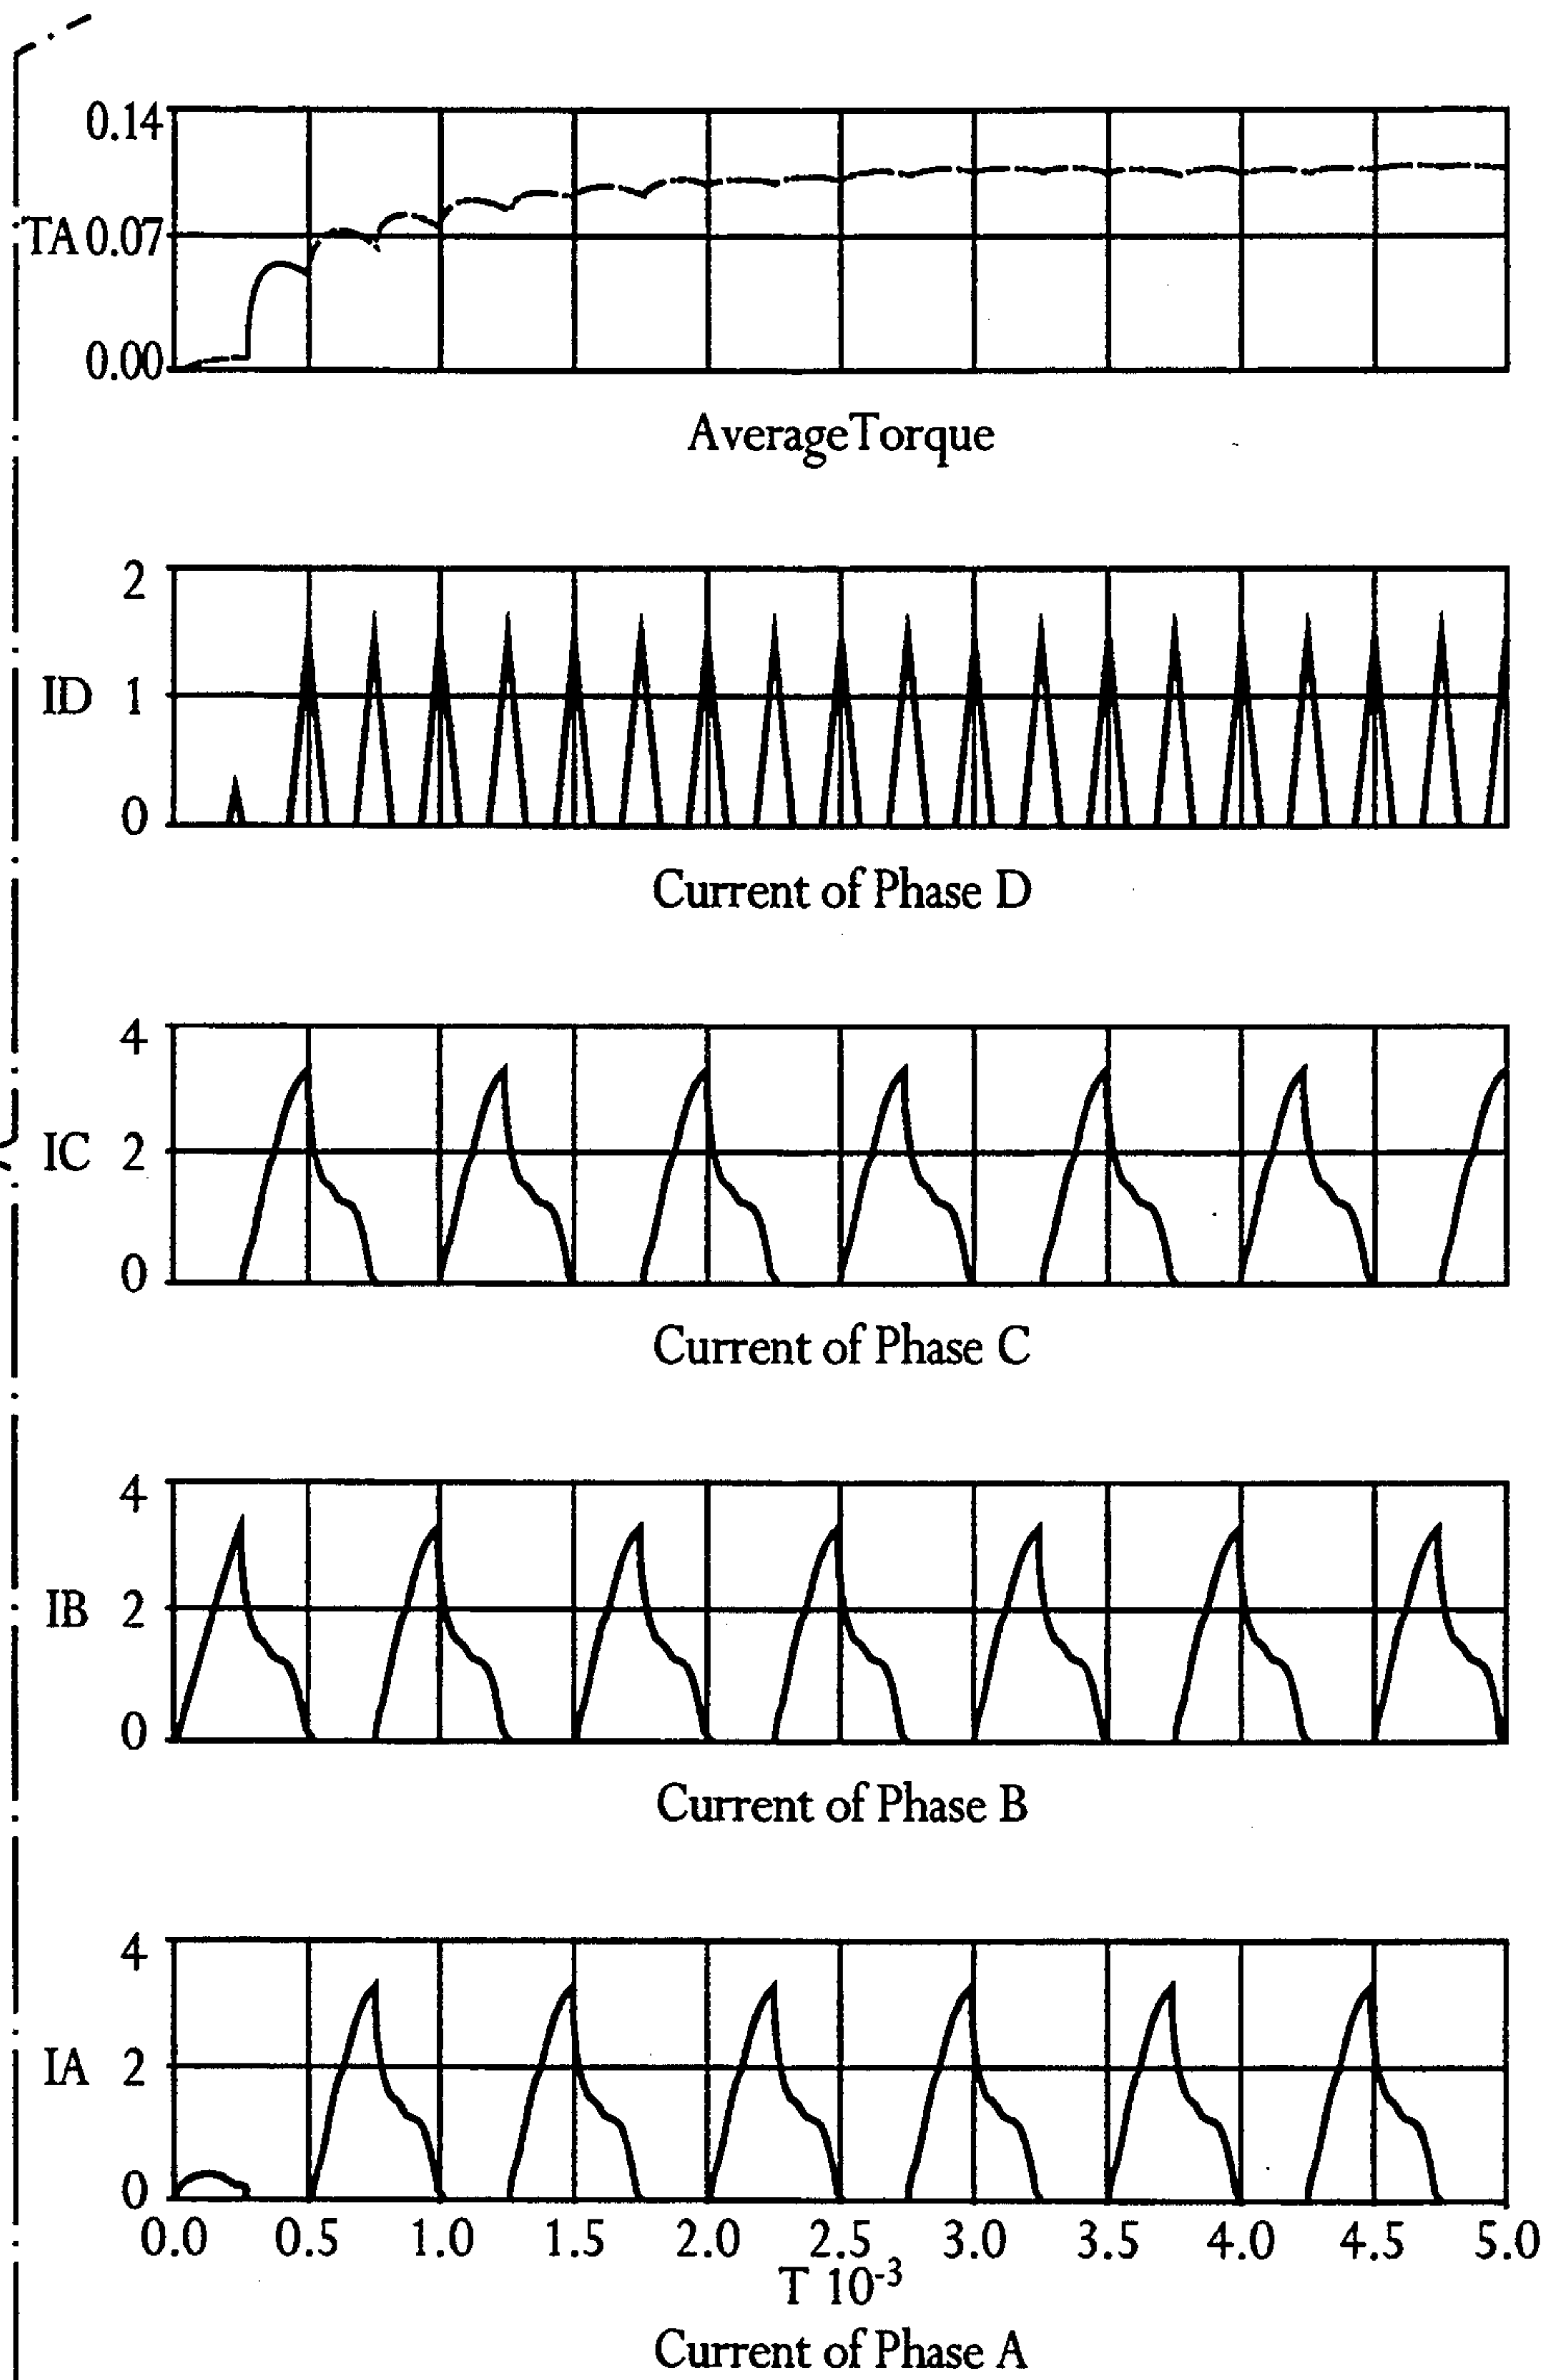 0.14
TA 0.07
0.00
AverageTorque
2
ID 1
0
Current of Phase D
4
IC 2
0
Current of Phase C
4
IB 2
0
Current of Phase B
4
IA 2
0
0.0 0.5 1.0 1.5 2.0 2.5 3.0 3.5 4.0 4.5 5.0
T 10⁻³
Current of Phase A